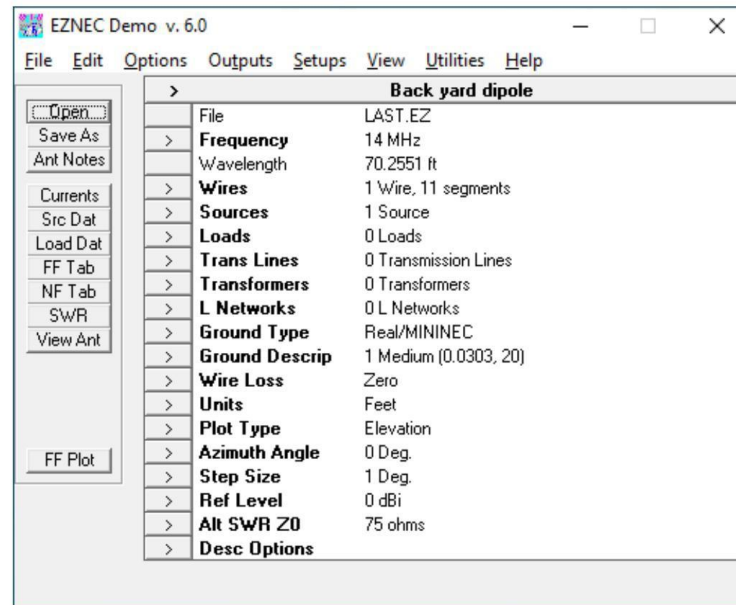 EZNEC Demo v. 6.0
File Edit Options Outputs Setups View Utilities Help
Open
Save As
Ant Notes
Currents
Src Dat
Load Dat
FF Tab
NF Tab
SWR
View Ant
FF Plot
> Back yard dipole
File LAST.EZ
> Frequency 14 MHz
Wavelength 70.2551 ft
> Wires 1 Wire, 11 segments
> Sources 1 Source
> Loads 0 Loads
> Trans Lines 0 Transmission Lines
> Transformers 0 Transformers
> L Networks 0 L Networks
> Ground Type Real/MININEC
> Ground Descrip 1 Medium (0.0303, 20)
> Wire Loss Zero
> Units Feet
> Plot Type Elevation
> Azimuth Angle 0 Deg.
> Step Size 1 Deg.
> Ref Level 0 dBi
> Alt SWR Z0 75 ohms
> Desc Options